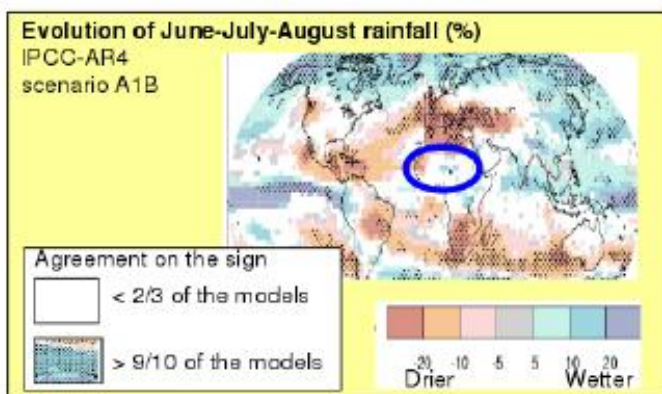 Evolution of June-July-August rainfall (%)
IPCC-AR4
scenario A1B
Agreement on the sign
< 2/3 of the models
> 9/10 of the models
-20 -10 -5 5 10 20
Drier Wetter